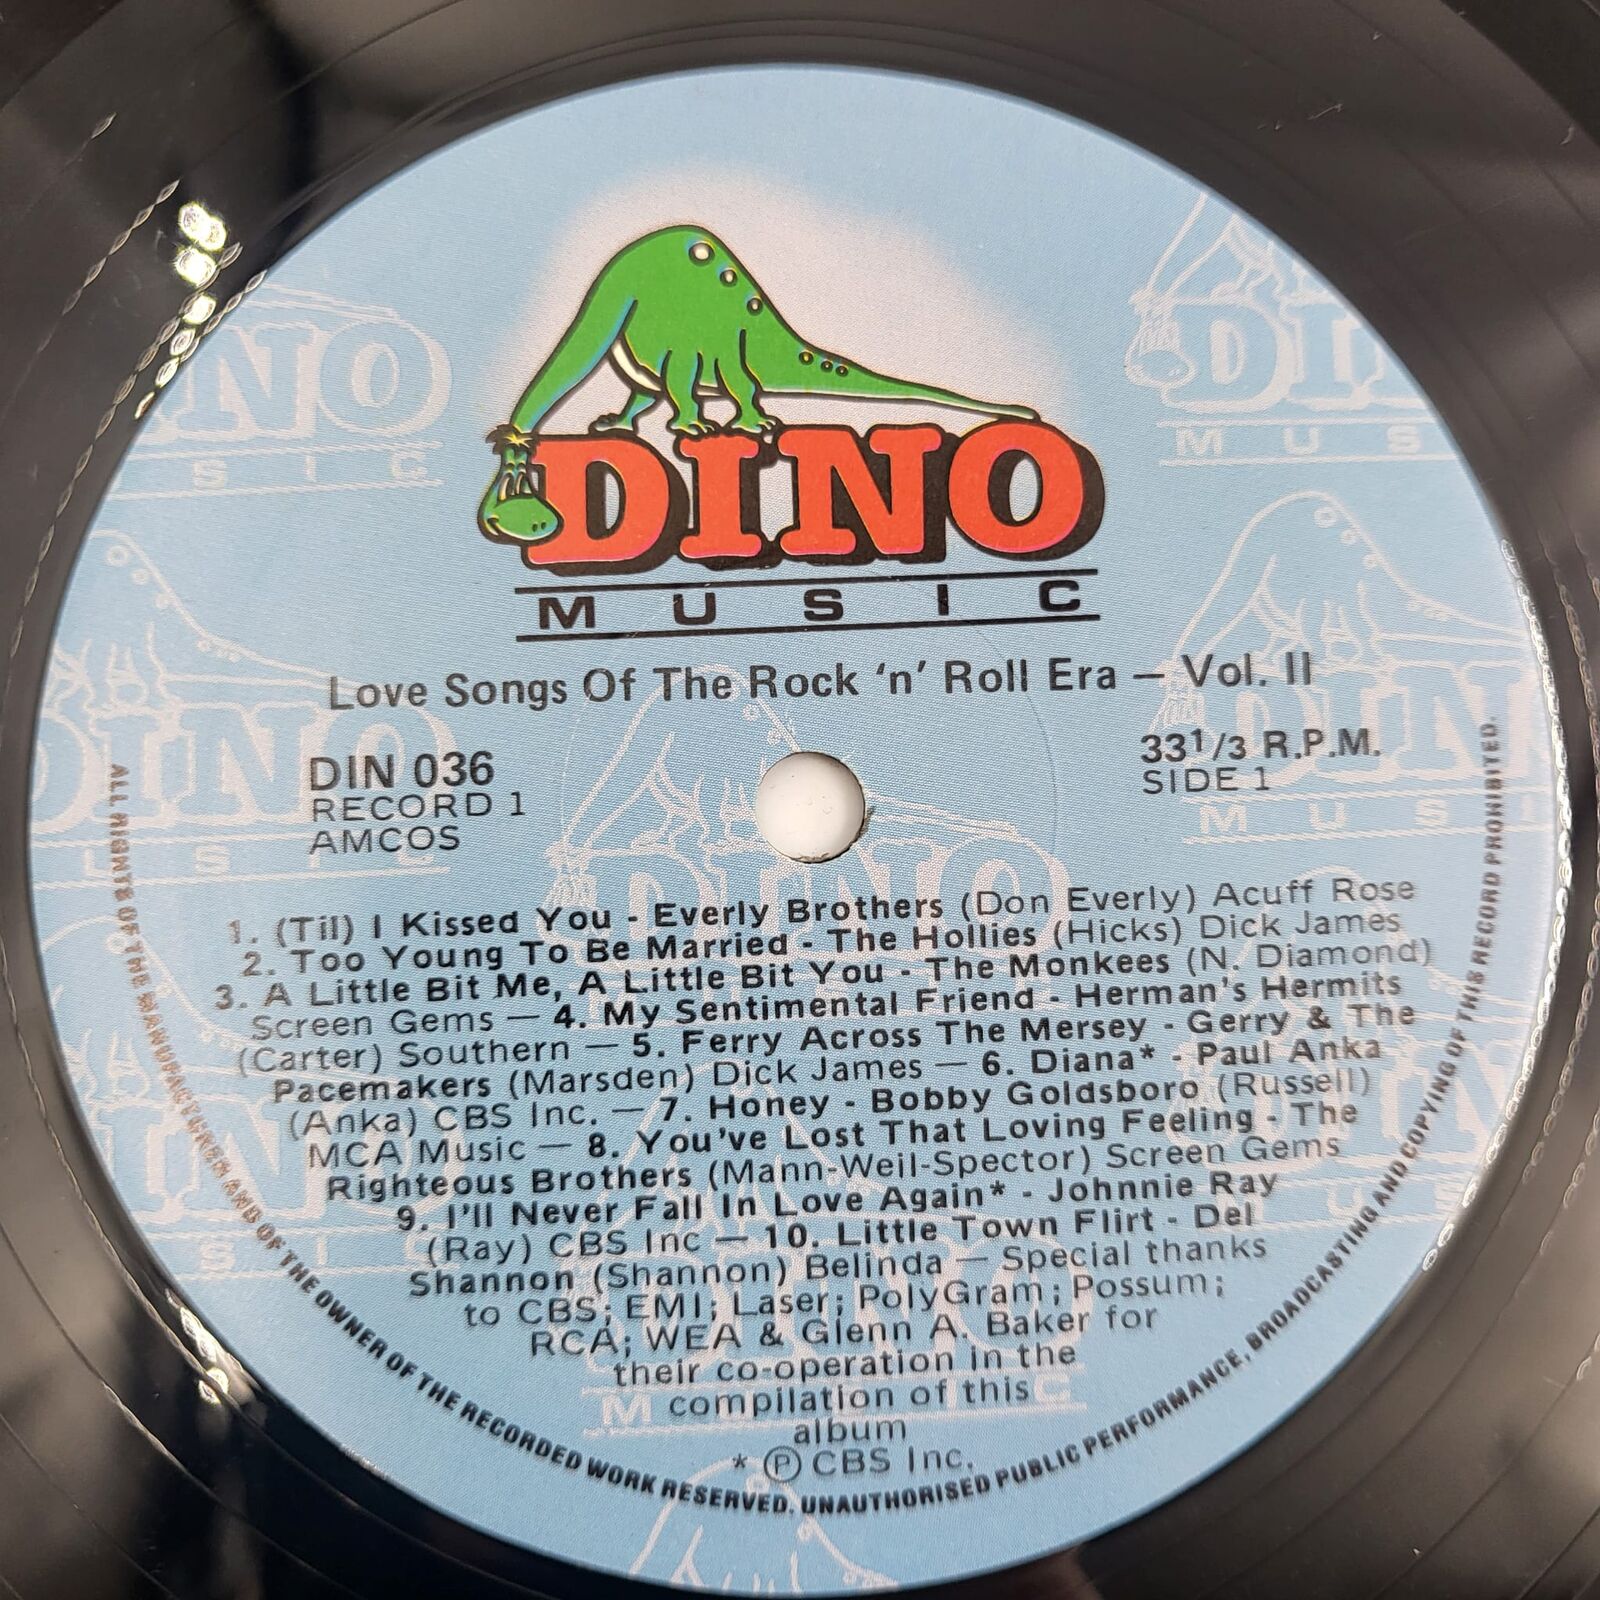 DINO
MUSIC
Love Songs Of The Rock 'n' Roll Era – Vol. II
DIN 036
RECORD 1
AMCOS
33 1/3 R.P.M.
SIDE 1
1. (Til) I Kissed You - Everly Brothers (Don Everly) Acuff Rose
2. Too Young To Be Married - The Hollies (Hicks) Dick James
3. A Little Bit Me, A Little Bit You - The Monkees (N. Diamond)
Screen Gems — 4. My Sentimental Friend - Herman's Hermits
(Carter) Southern — 5. Ferry Across The Mersey - Gerry & The
Pacemakers (Marsden) Dick James — 6. Diana* - Paul Anka
(Anka) CBS Inc. — 7. Honey - Bobby Goldsboro (Russell)
MCA Music — 8. You've Lost That Loving Feeling - The
Righteous Brothers (Mann-Weil-Spector) Screen Gems
9. I'll Never Fall In Love Again* - Johnnie Ray
(Ray) CBS Inc — 10. Little Town Flirt - Del
Shannon (Shannon) Belinda — Special thanks
to CBS; EMI; Laser; PolyGram; Possum;
RCA; WEA & Glenn A. Baker for
their co-operation in the
compilation of this
album
* ℗ CBS Inc.
ALL RIGHTS OF THE MANUFACTURER AND OF THE OWNER OF THE RECORDED WORK RESERVED. UNAUTHORISED PUBLIC PERFORMANCE, BROADCASTING AND COPYING OF THIS RECORD PROHIBITED.